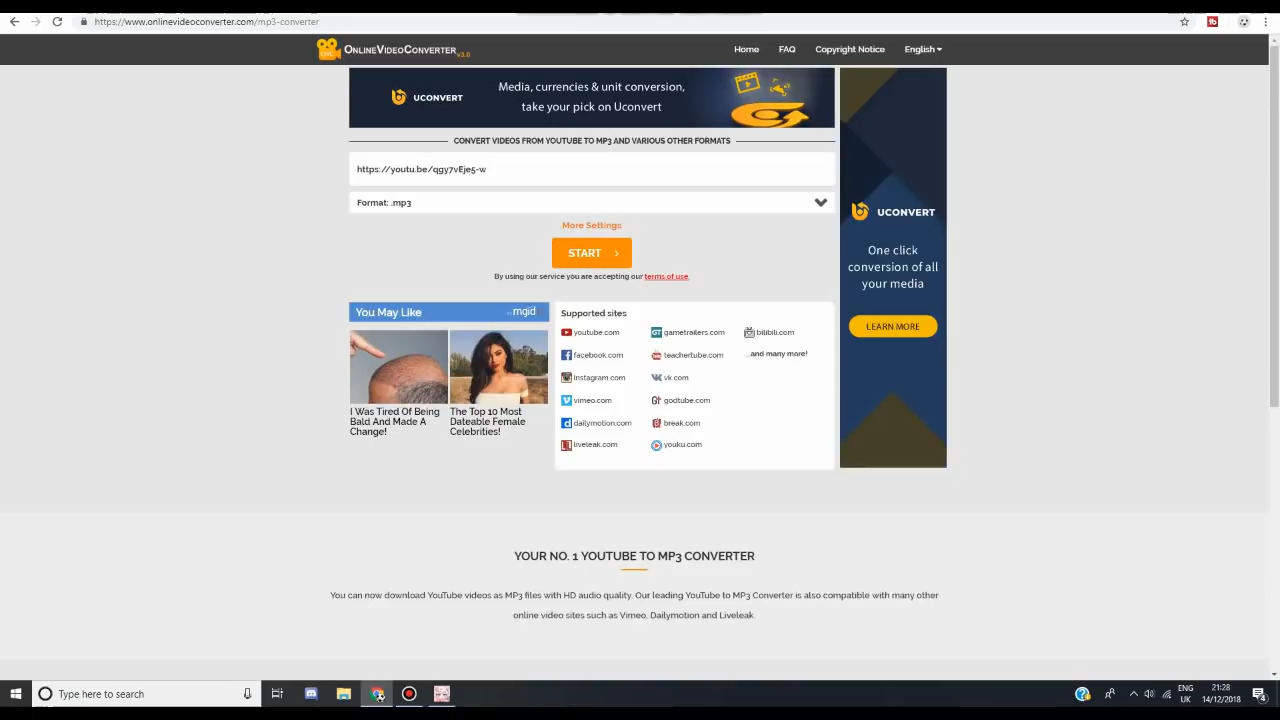 https://www.onlinevideoconverter.com/mp3-converter
OnlineVideoConverter v3.0
Home
FAQ
Copyright Notice
English
UCONVERT
Media, currencies & unit conversion,
take your pick on Uconvert
CONVERT VIDEOS FROM YOUTUBE TO MP3 AND VARIOUS OTHER FORMATS
https://youtu.be/qgy7vEje5-w
Format: .mp3
More Settings
START
By using our service you are accepting our terms of use.
UCONVERT
One click
conversion of all
your media
LEARN MORE
You May Like
mgid
I Was Tired Of Being
Bald And Made A
Change!
The Top 10 Most
Dateable Female
Celebrities!
Supported sites
youtube.com
gametrailers.com
bilibili.com
facebook.com
teachertube.com
...and many more!
instagram.com
vk.com
vimeo.com
godtube.com
dailymotion.com
break.com
liveleak.com
youku.com
YOUR NO. 1 YOUTUBE TO MP3 CONVERTER
You can now download YouTube videos as MP3 files with HD audio quality. Our leading YouTube to MP3 Converter is also compatible with many other
online video sites such as Vimeo, Dailymotion and Liveleak.
Type here to search
ENG
UK
21:28
14/12/2018
4